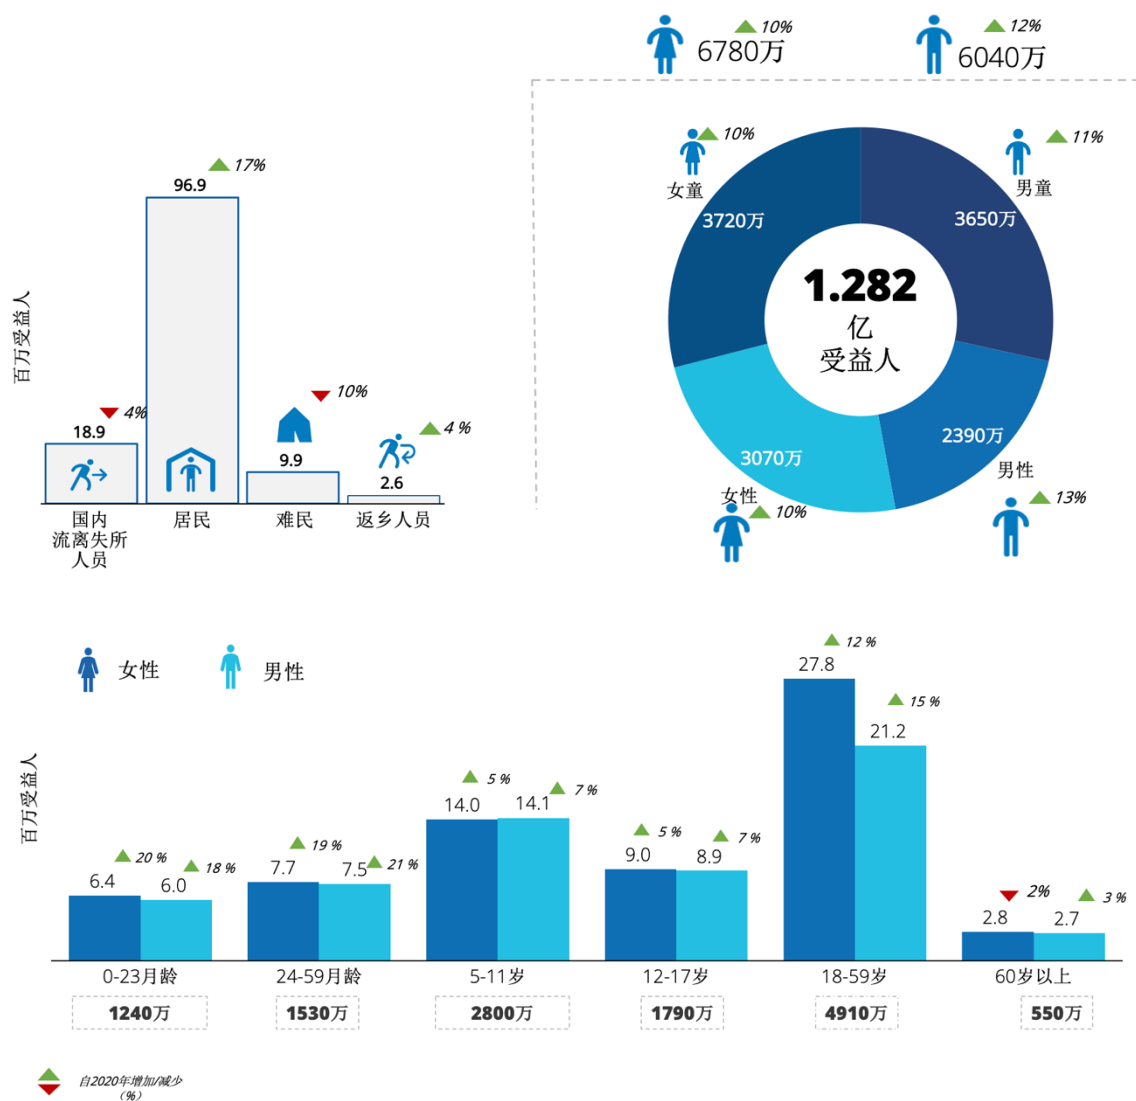 10%
6780万
12%
6040万
百万受益人
18.9
4%
96.9
17%
9.9
10%
2.6
4 %
国内
流离失所
人员
居民
难民
返乡人员
10%
女童
3720万
11%
男童
3650万
1.282
亿
受益人
3070万
女性
10%
2390万
男性
13%
女性
男性
百万受益人
20 %
6.4
18 %
6.0
19 %
7.7
21 %
7.5
5 %
14.0
7 %
14.1
5 %
9.0
7 %
8.9
12 %
27.8
15 %
21.2
2%
2.8
3 %
2.7
0-23月龄
24-59月龄
5-11岁
12-17岁
18-59岁
60岁以上
1240万
1530万
2800万
1790万
4910万
550万
自2020年增加/减少
（%）